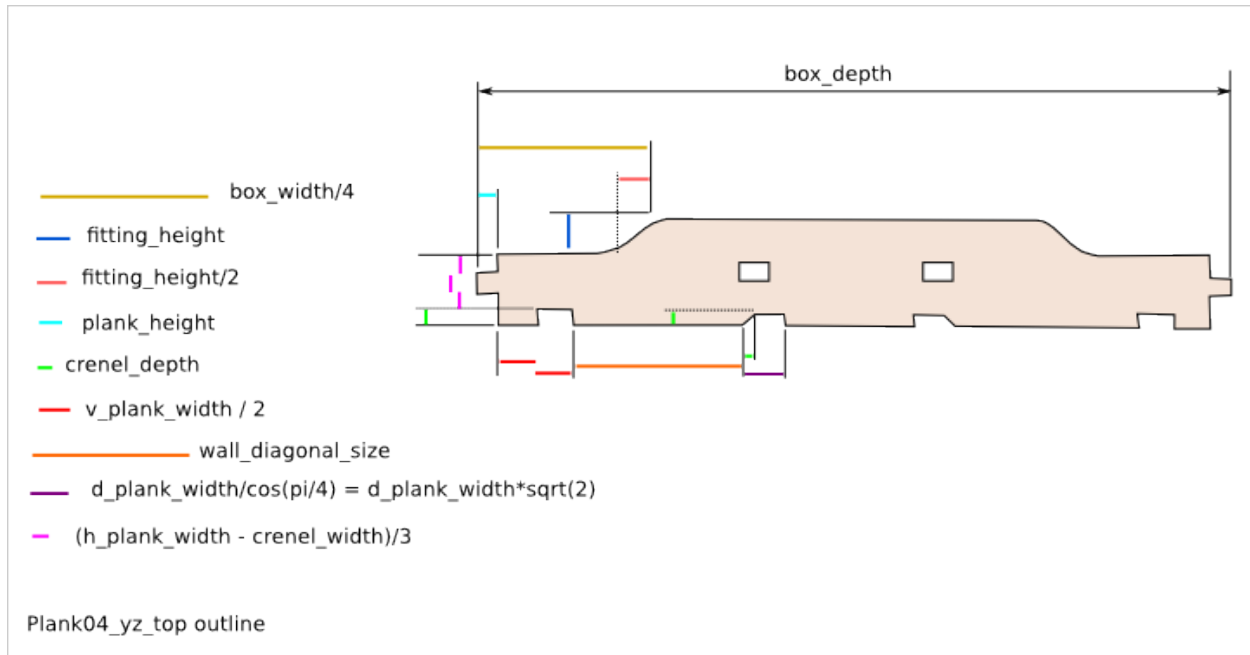 box_depth
box_width/4
fitting_height
fitting_height/2
plank_height
crenel_depth
v_plank_width / 2
wall_diagonal_size
d_plank_width/cos(pi/4) = d_plank_width*sqrt(2)
(h_plank_width - crenel_width)/3
Plank04_yz_top outline